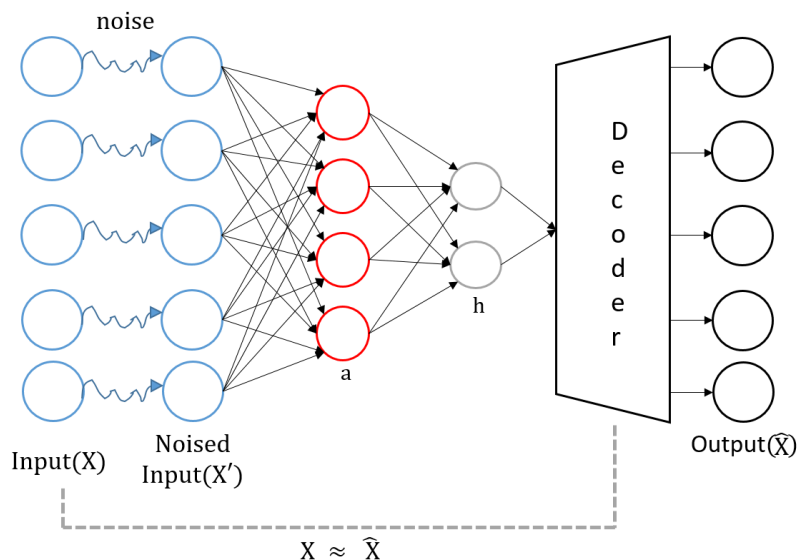 noise
D
e
c
o
d
e
r
h
a
Input(X)
Noised
Input(X′)
Output(X̂)
X ≈ X̂